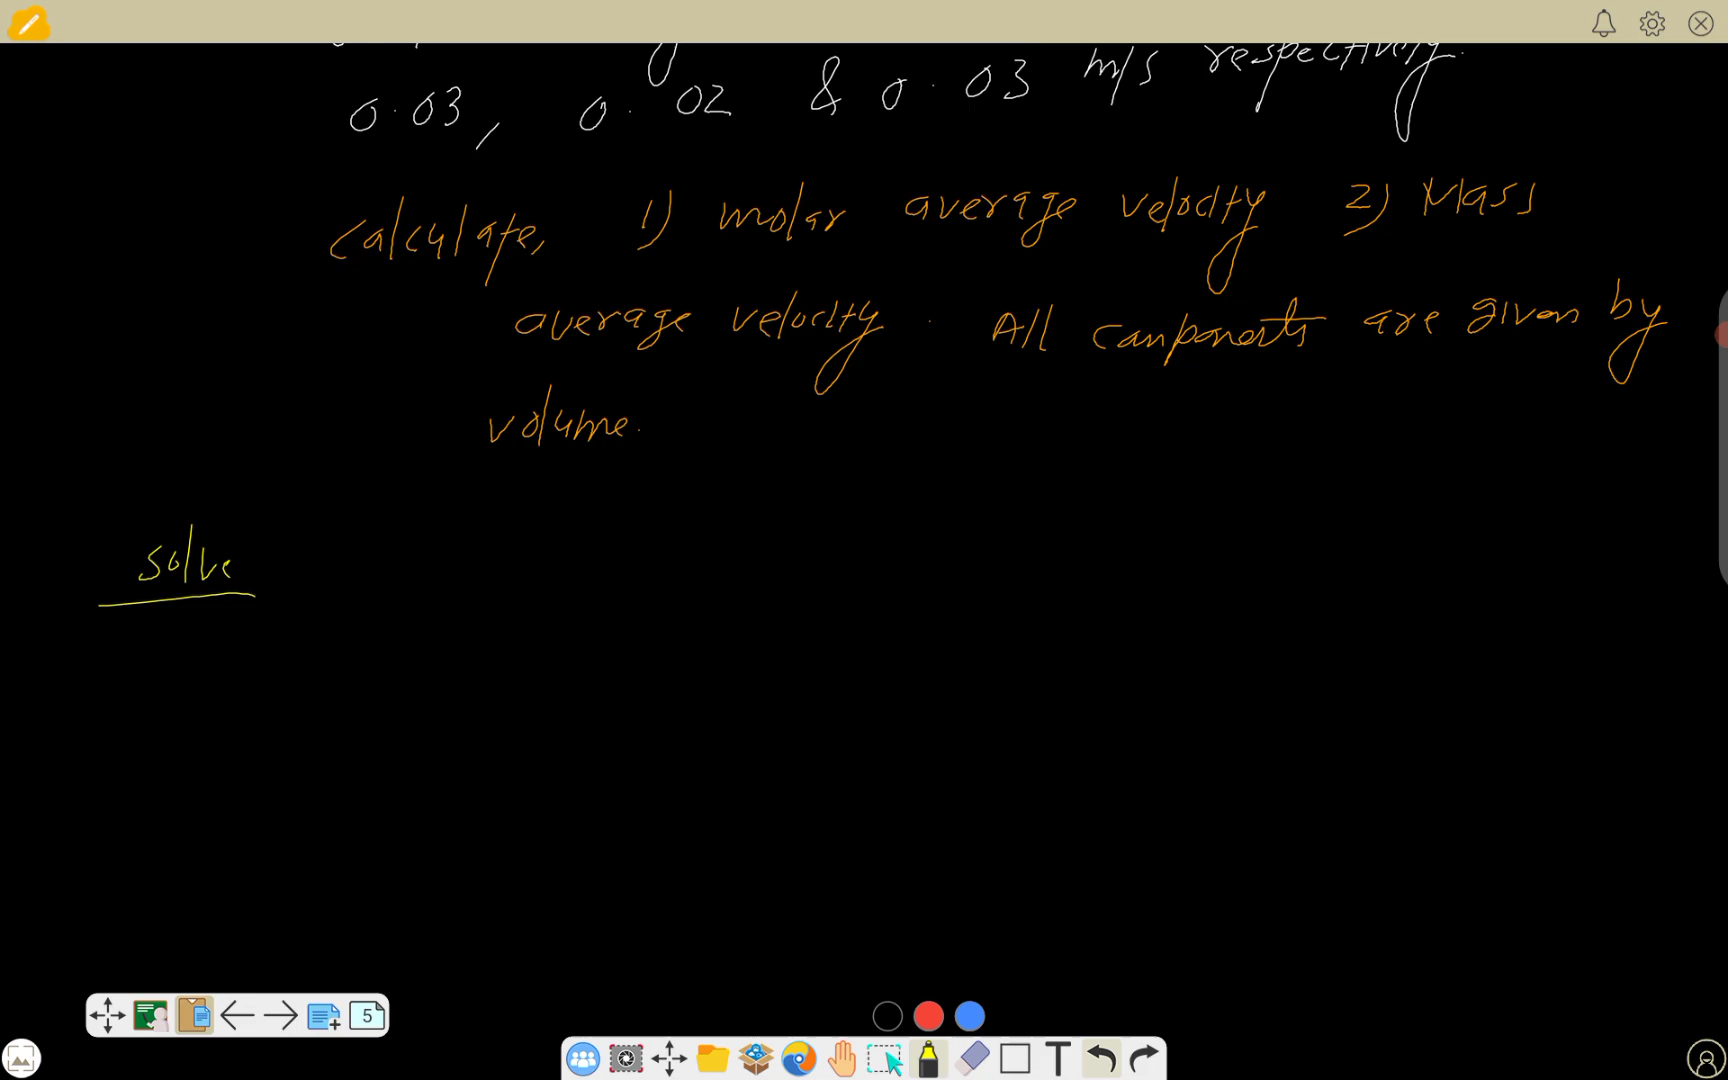 0.03, 0.02 & 0.03 m/s respectively.
calculate, 1) molar average velocity 2) Mass
average velocity. All components are given by
volume.
solve
5
T